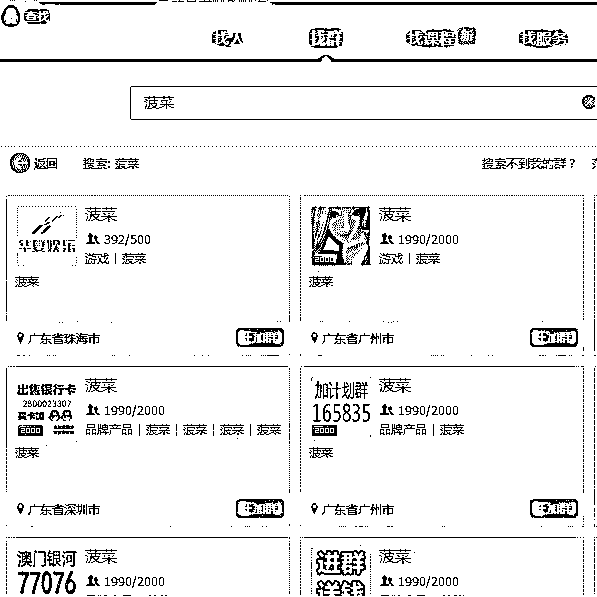 查找
找人 找群 找课程 新 找服务
菠菜
返回 搜索: 菠菜 搜索不到我的群?
华夏娱乐
菠菜
392/500
游戏 | 菠菜
菠菜
广东省珠海市
+加群
2000
菠菜
1990/2000
游戏 | 菠菜
菠菜
广东省广州市
+加群
出售银行卡
2800023307
买卡加
2000
菠菜
1990/2000
品牌产品 | 菠菜 | 菠菜 | 菠菜 | 菠菜
菠菜
广东省深圳市
+加群
加计划群
165835
2000
菠菜
1990/2000
品牌产品 | 菠菜
菠菜
广东省广州市
+加群
澳门银河
77076
菠菜
1990/2000
进群
送钱
菠菜
1990/2000